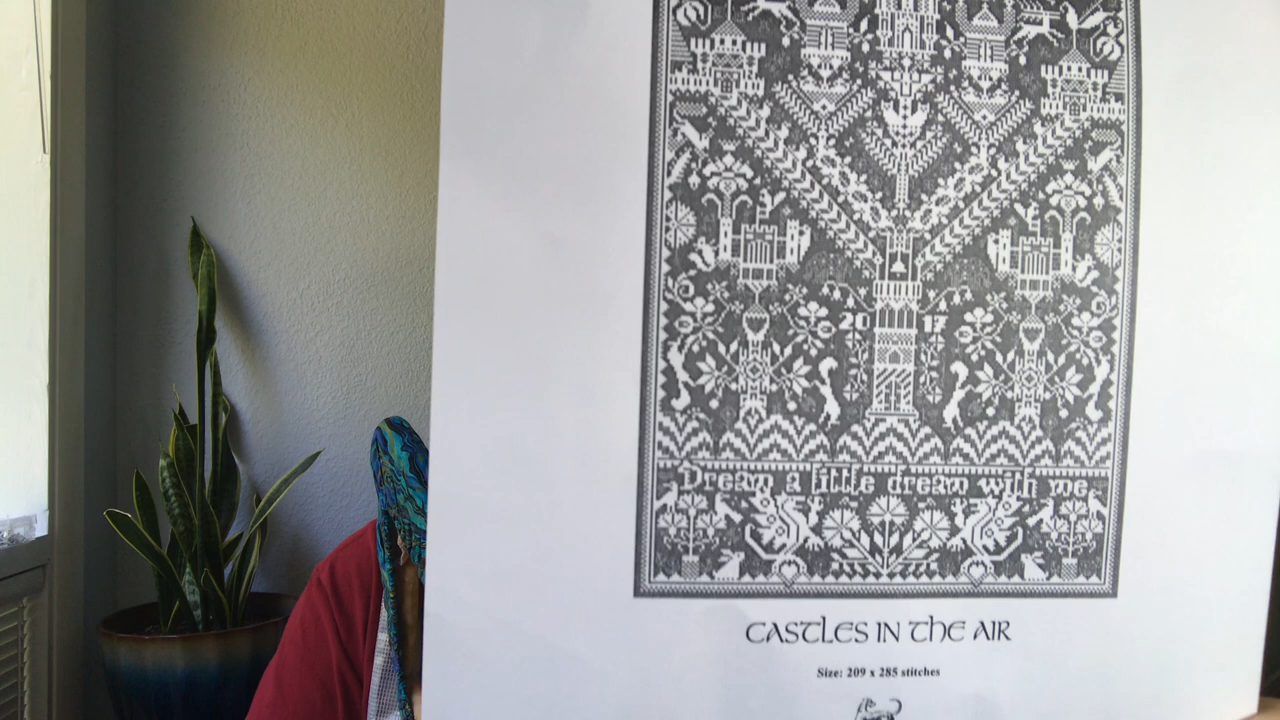 20 17
Dream a little dream with me
CASTLES IN THE AIR
Size: 209 x 285 stitches